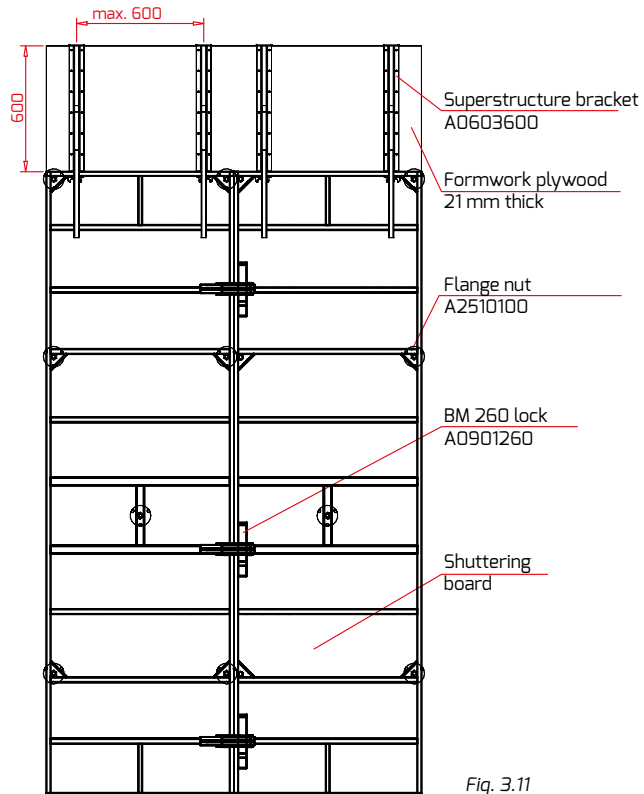 max. 600
600
Superstructure bracket
A0603600
Formwork plywood
21 mm thick
Flange nut
A2510100
BM 260 lock
A0901260
Shuttering
board
Fig. 3.11